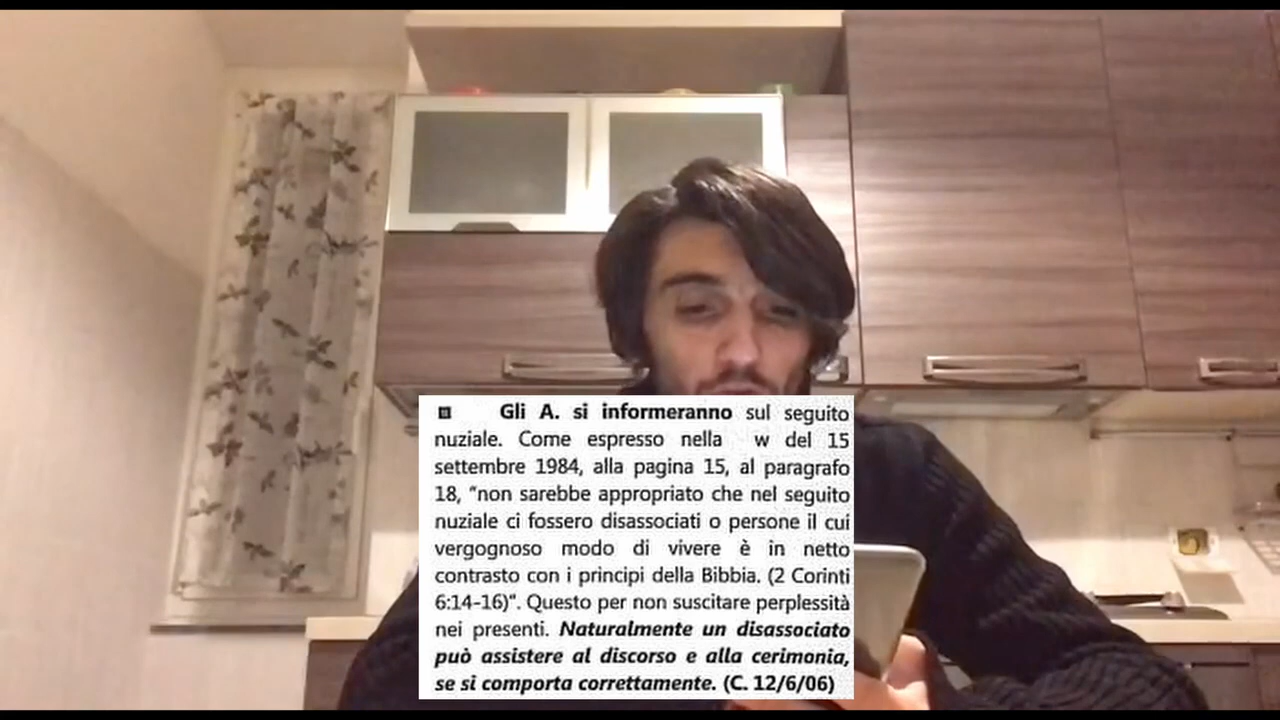 Gli A. si informeranno sul seguito
nuziale. Come espresso nella w del 15
settembre 1984, alla pagina 15, al paragrafo
18, "non sarebbe appropriato che nel seguito
nuziale ci fossero disassociati o persone il cui
vergognoso modo di vivere è in netto
contrasto con i principi della Bibbia. (2 Corinti
6:14-16)". Questo per non suscitare perplessità
nei presenti. Naturalmente un disassociato
può assistere al discorso e alla cerimonia,
se si comporta correttamente. (C. 12/6/06)